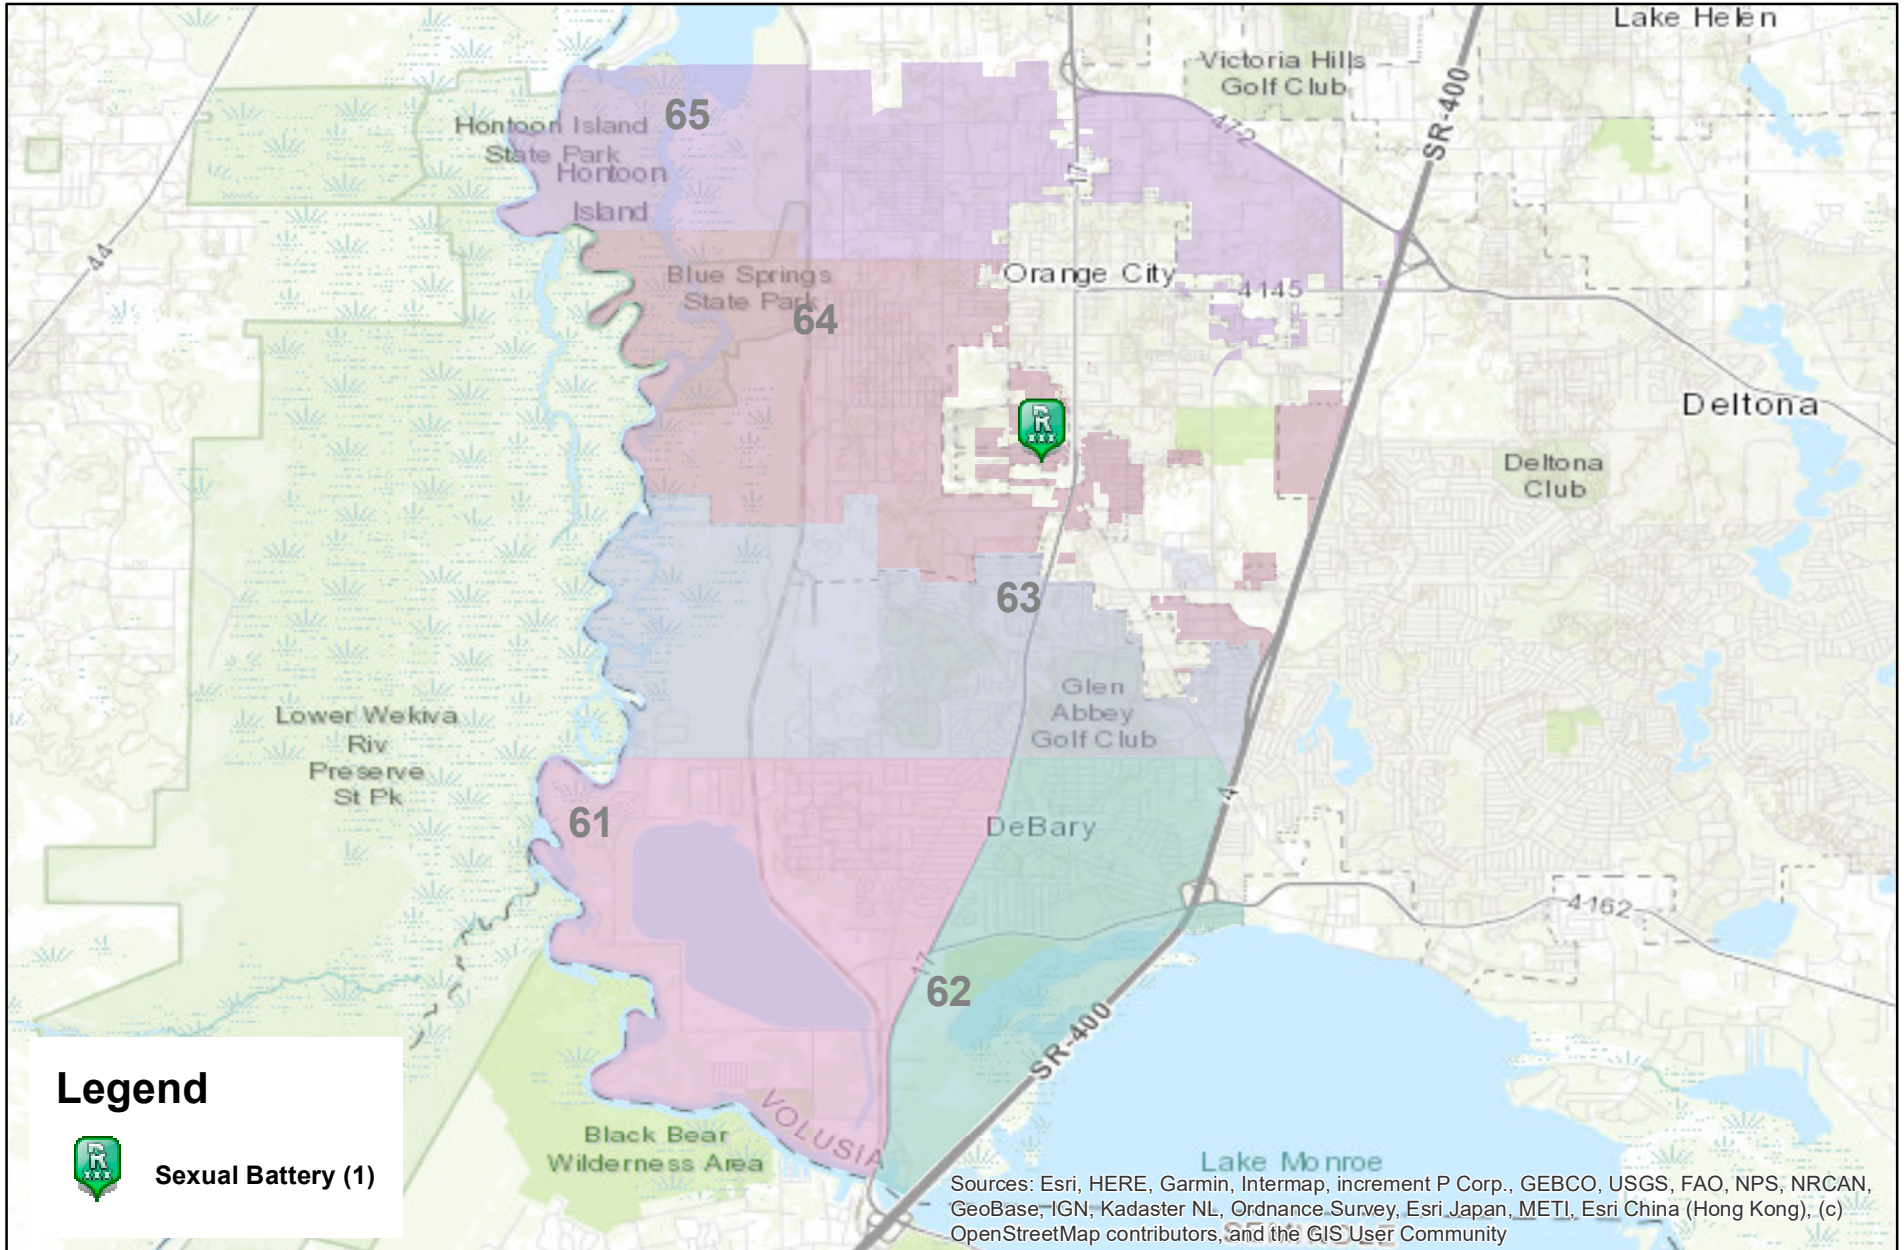 Lake Helen
Victoria Hills
Golf Club
SR-400
472
65
Hontoon Island
State Park
Hontoon
Island
17
44
Blue Springs
State Park
64
Orange City
4145
Deltona
Deltona
Club
63
Glen
Abbey
Golf Club
Lower Wekiva
Riv
Preserve
St Pk
4
61
DeBary
4162
17
62
SR-400
Legend
Sexual Battery (1)
R
R
VOLUSIA
Black Bear
Wilderness Area
Lake Monroe
Sources: Esri, HERE, Garmin, Intermap, increment P Corp., GEBCO, USGS, FAO, NPS, NRCAN,
GeoBase, IGN, Kadaster NL, Ordnance Survey, Esri Japan, METI, Esri China (Hong Kong), (c)
OpenStreetMap contributors, and the GIS User Community